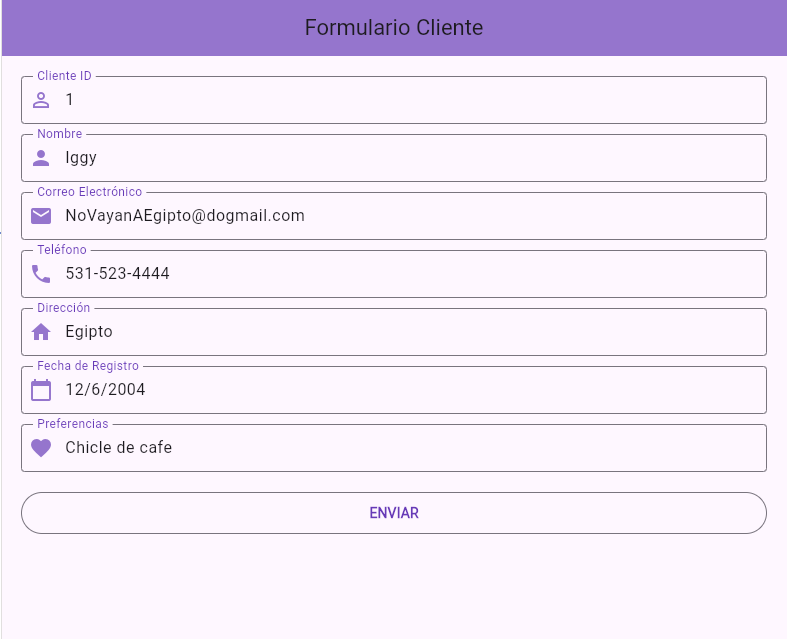 Formulario Cliente
Cliente ID
1
Nombre
Iggy
Correo Electrónico
NoVayanAEgipto@dogmail.com
Teléfono
531-523-4444
Dirección
Egipto
Fecha de Registro
12/6/2004
Preferencias
Chicle de cafe
ENVIAR